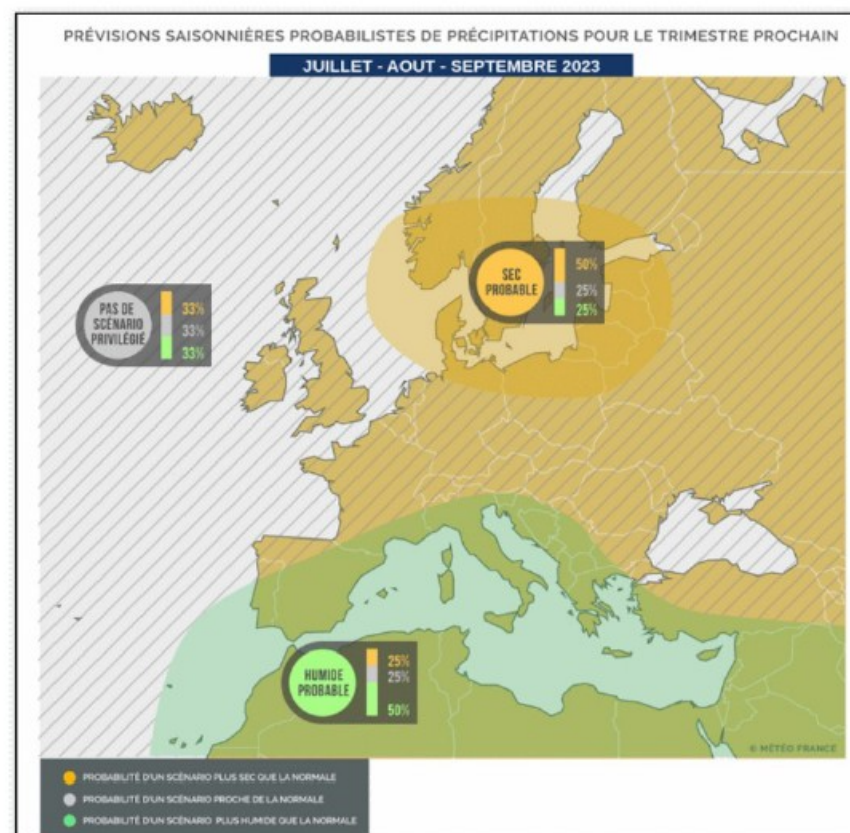 PRÉVISIONS SAISONNIÈRES PROBABILISTES DE PRÉCIPITATIONS POUR LE TRIMESTRE PROCHAIN
JUILLET - AOUT - SEPTEMBRE 2023
SEC
PROBABLE
50%
25%
25%
PAS DE
SCÉNARIO
PRIVILÉGIÉ
33%
33%
33%
HUMIDE
PROBABLE
25%
25%
50%
© MÉTÉO FRANCE
PROBABILITÉ D'UN SCÉNARIO PLUS SEC QUE LA NORMALE
PROBABILITÉ D'UN SCÉNARIO PROCHE DE LA NORMALE
PROBABILITÉ D'UN SCÉNARIO PLUS HUMIDE QUE LA NORMALE